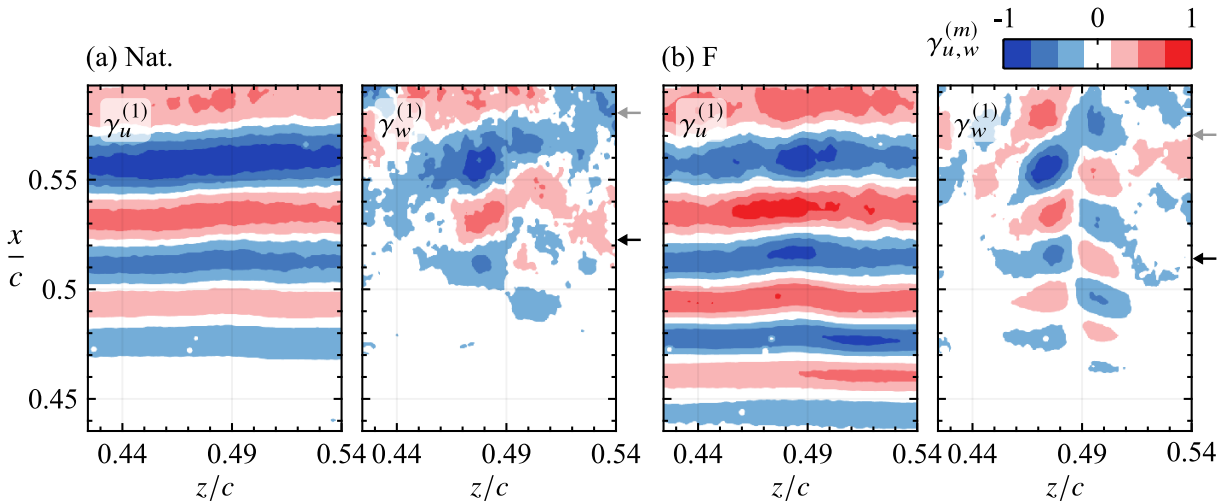 γ_{u,w}^{(m)} -1 0 1
(a) Nat. (b) F
γ_u^{(1)} γ_w^{(1)} γ_u^{(1)} γ_w^{(1)}
0.55
x/c
0.5
0.45
0.44 0.49 0.54 0.44 0.49 0.54 0.44 0.49 0.54 0.44 0.49 0.54
z/c z/c z/c z/c